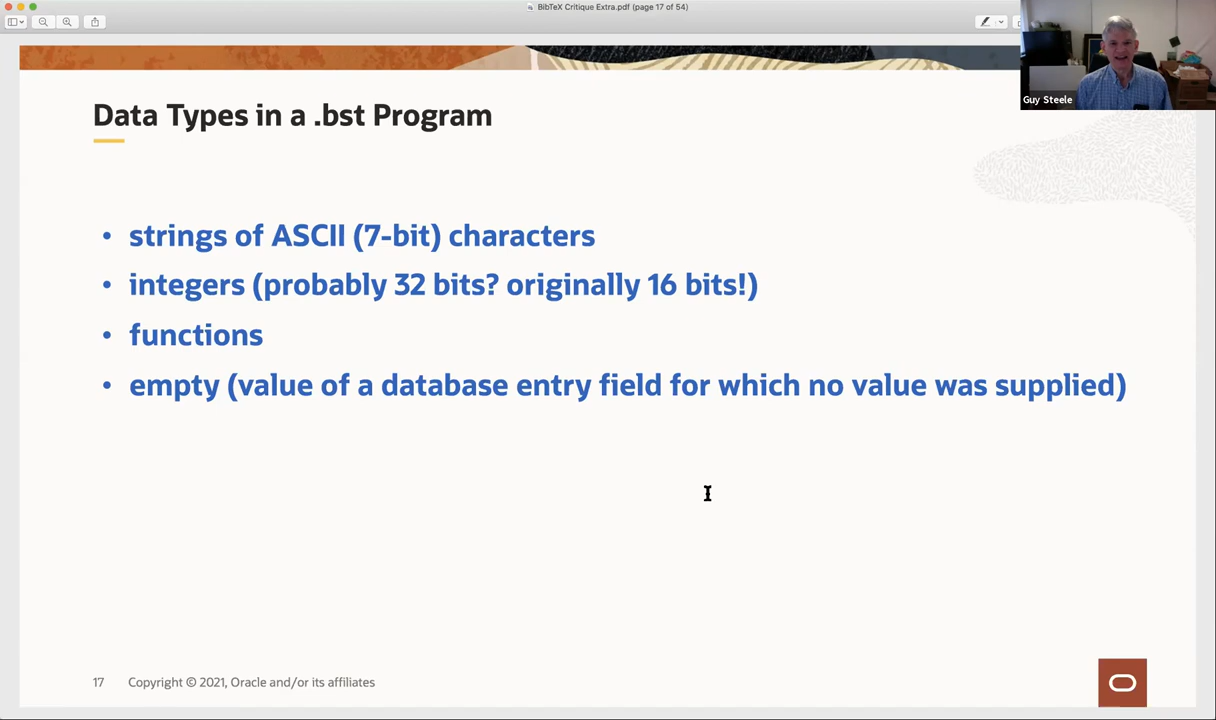 BibTeX Critique Extra.pdf (page 17 of 54)
Guy Steele
Data Types in a .bst Program
• strings of ASCII (7-bit) characters
• integers (probably 32 bits? originally 16 bits!)
• functions
• empty (value of a database entry field for which no value was supplied)
17 Copyright © 2021, Oracle and/or its affiliates